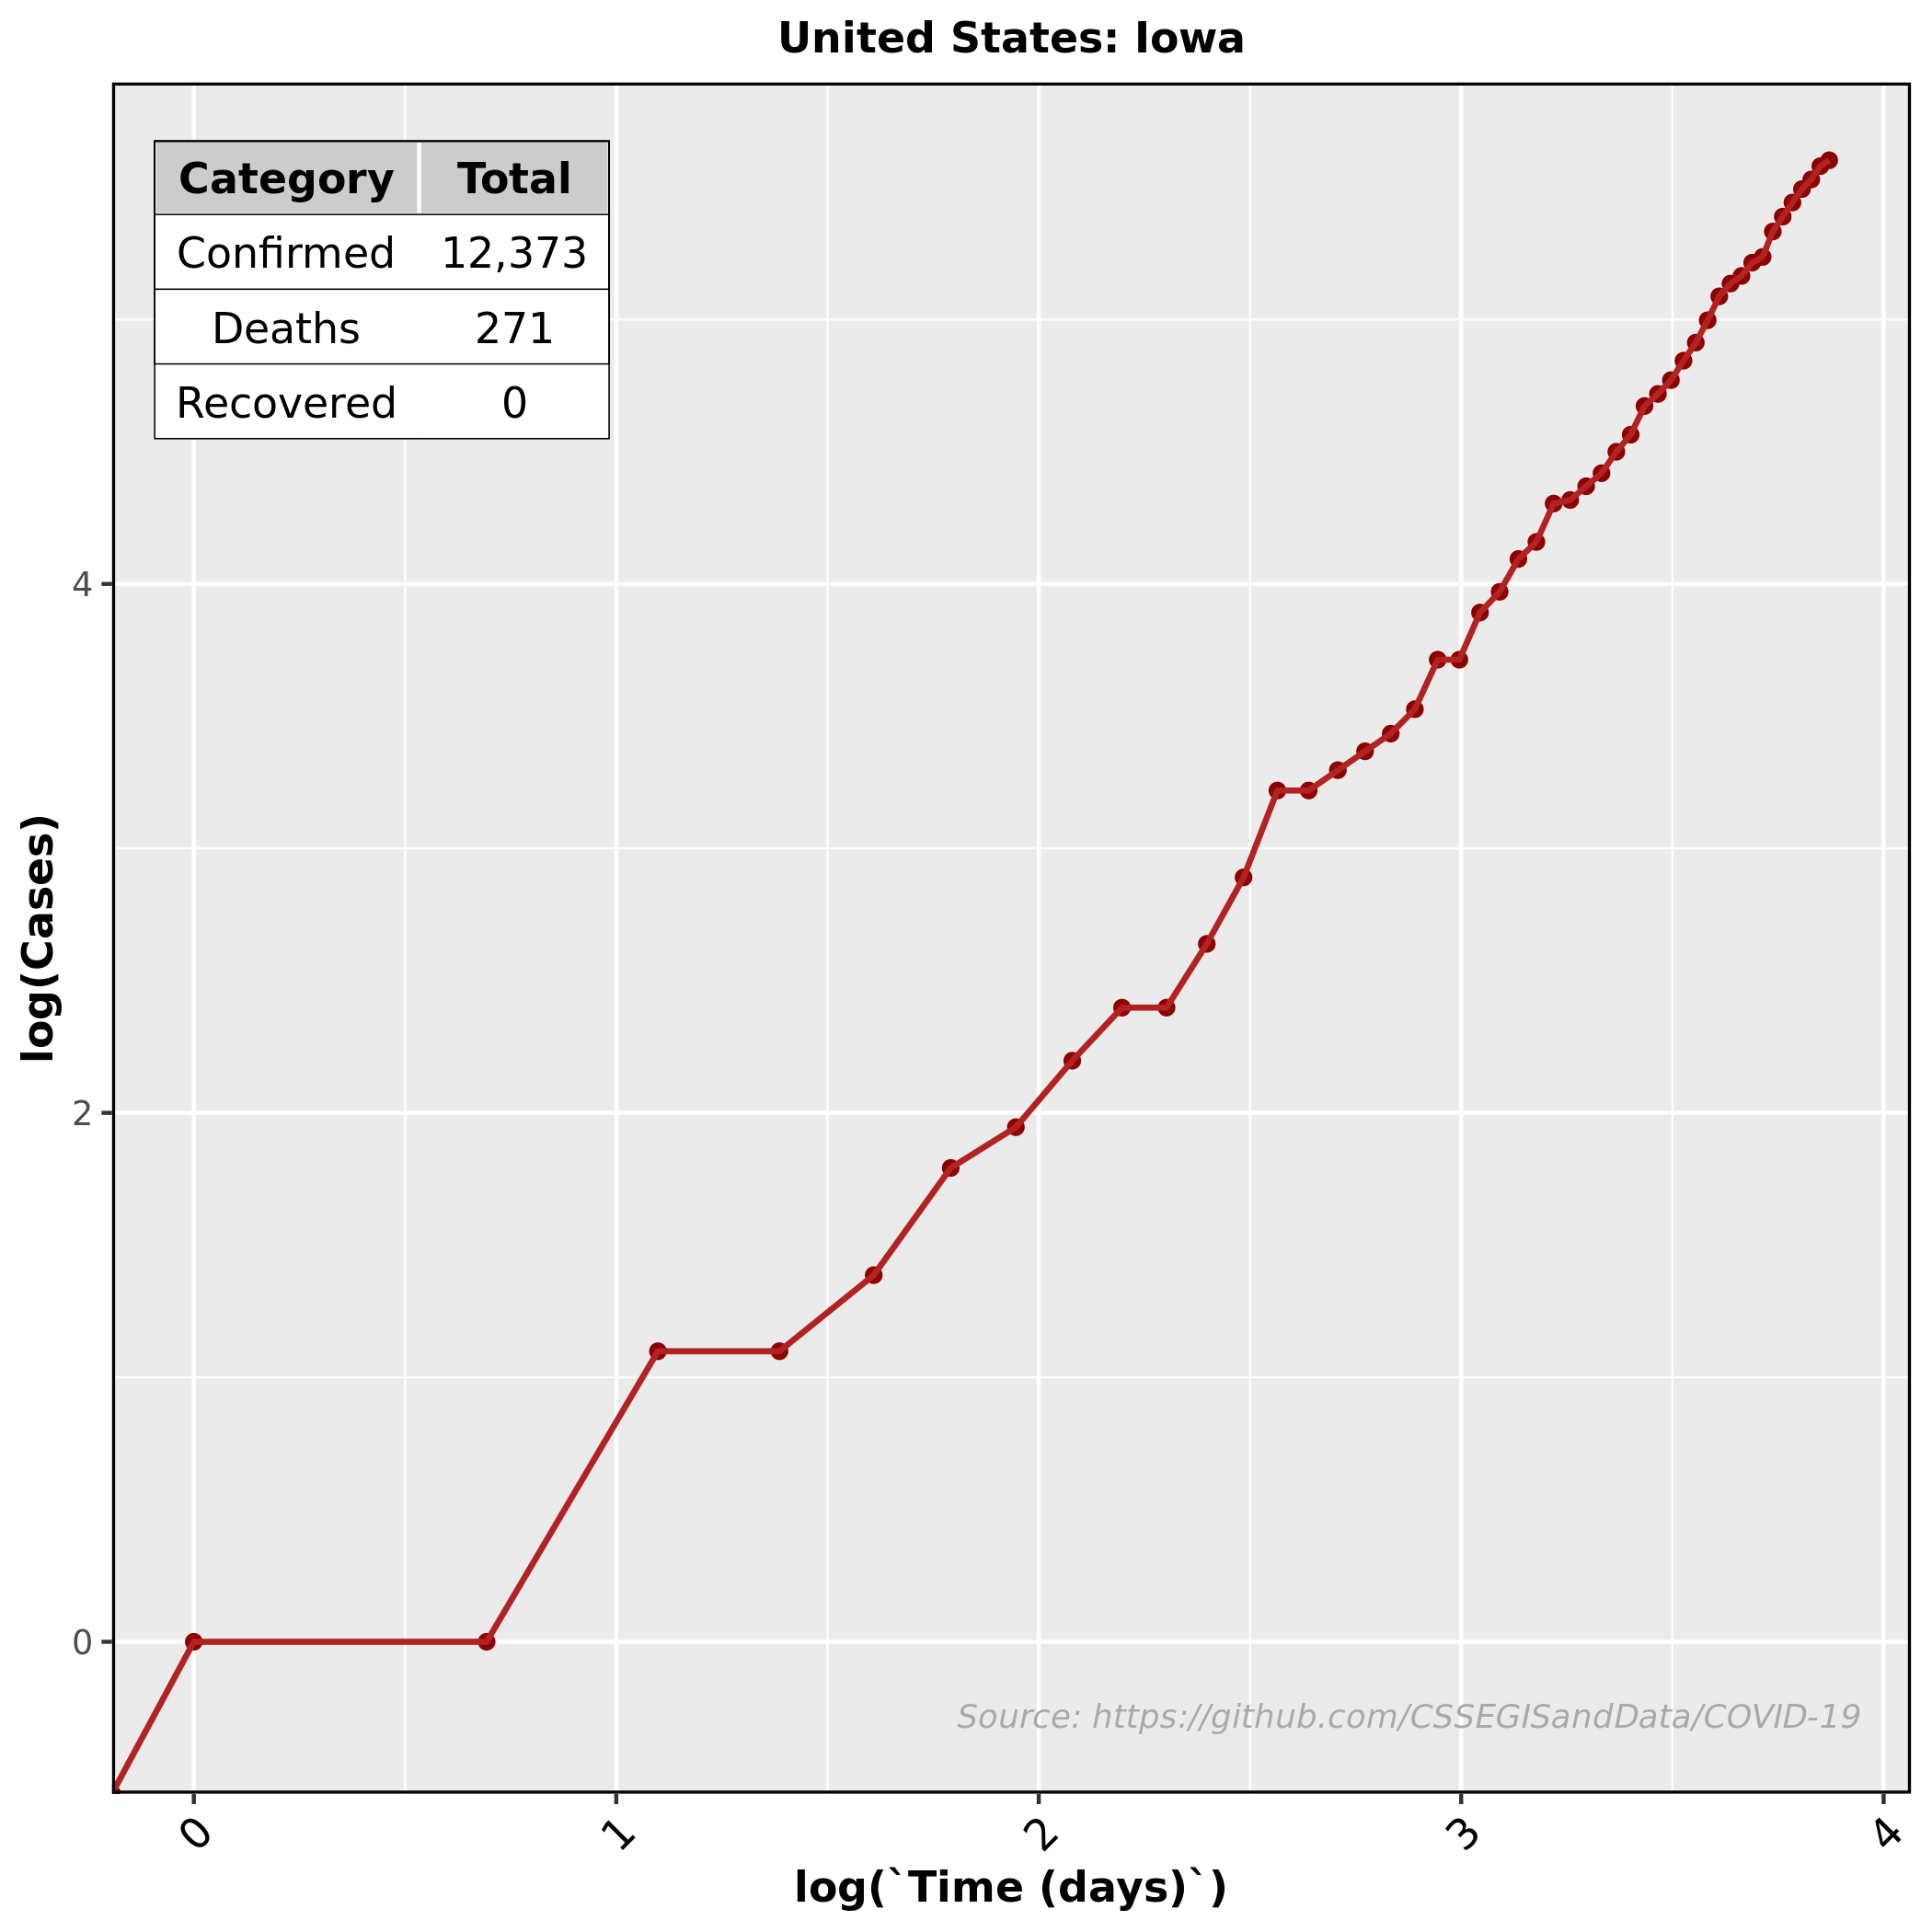 United States: Iowa
Category Total
Confirmed 12,373
Deaths 271
Recovered 0
log(Cases)
4
2
0
Source: https://github.com/CSSEGISandData/COVID-19
0 1 2 3 4
log(`Time (days)`)